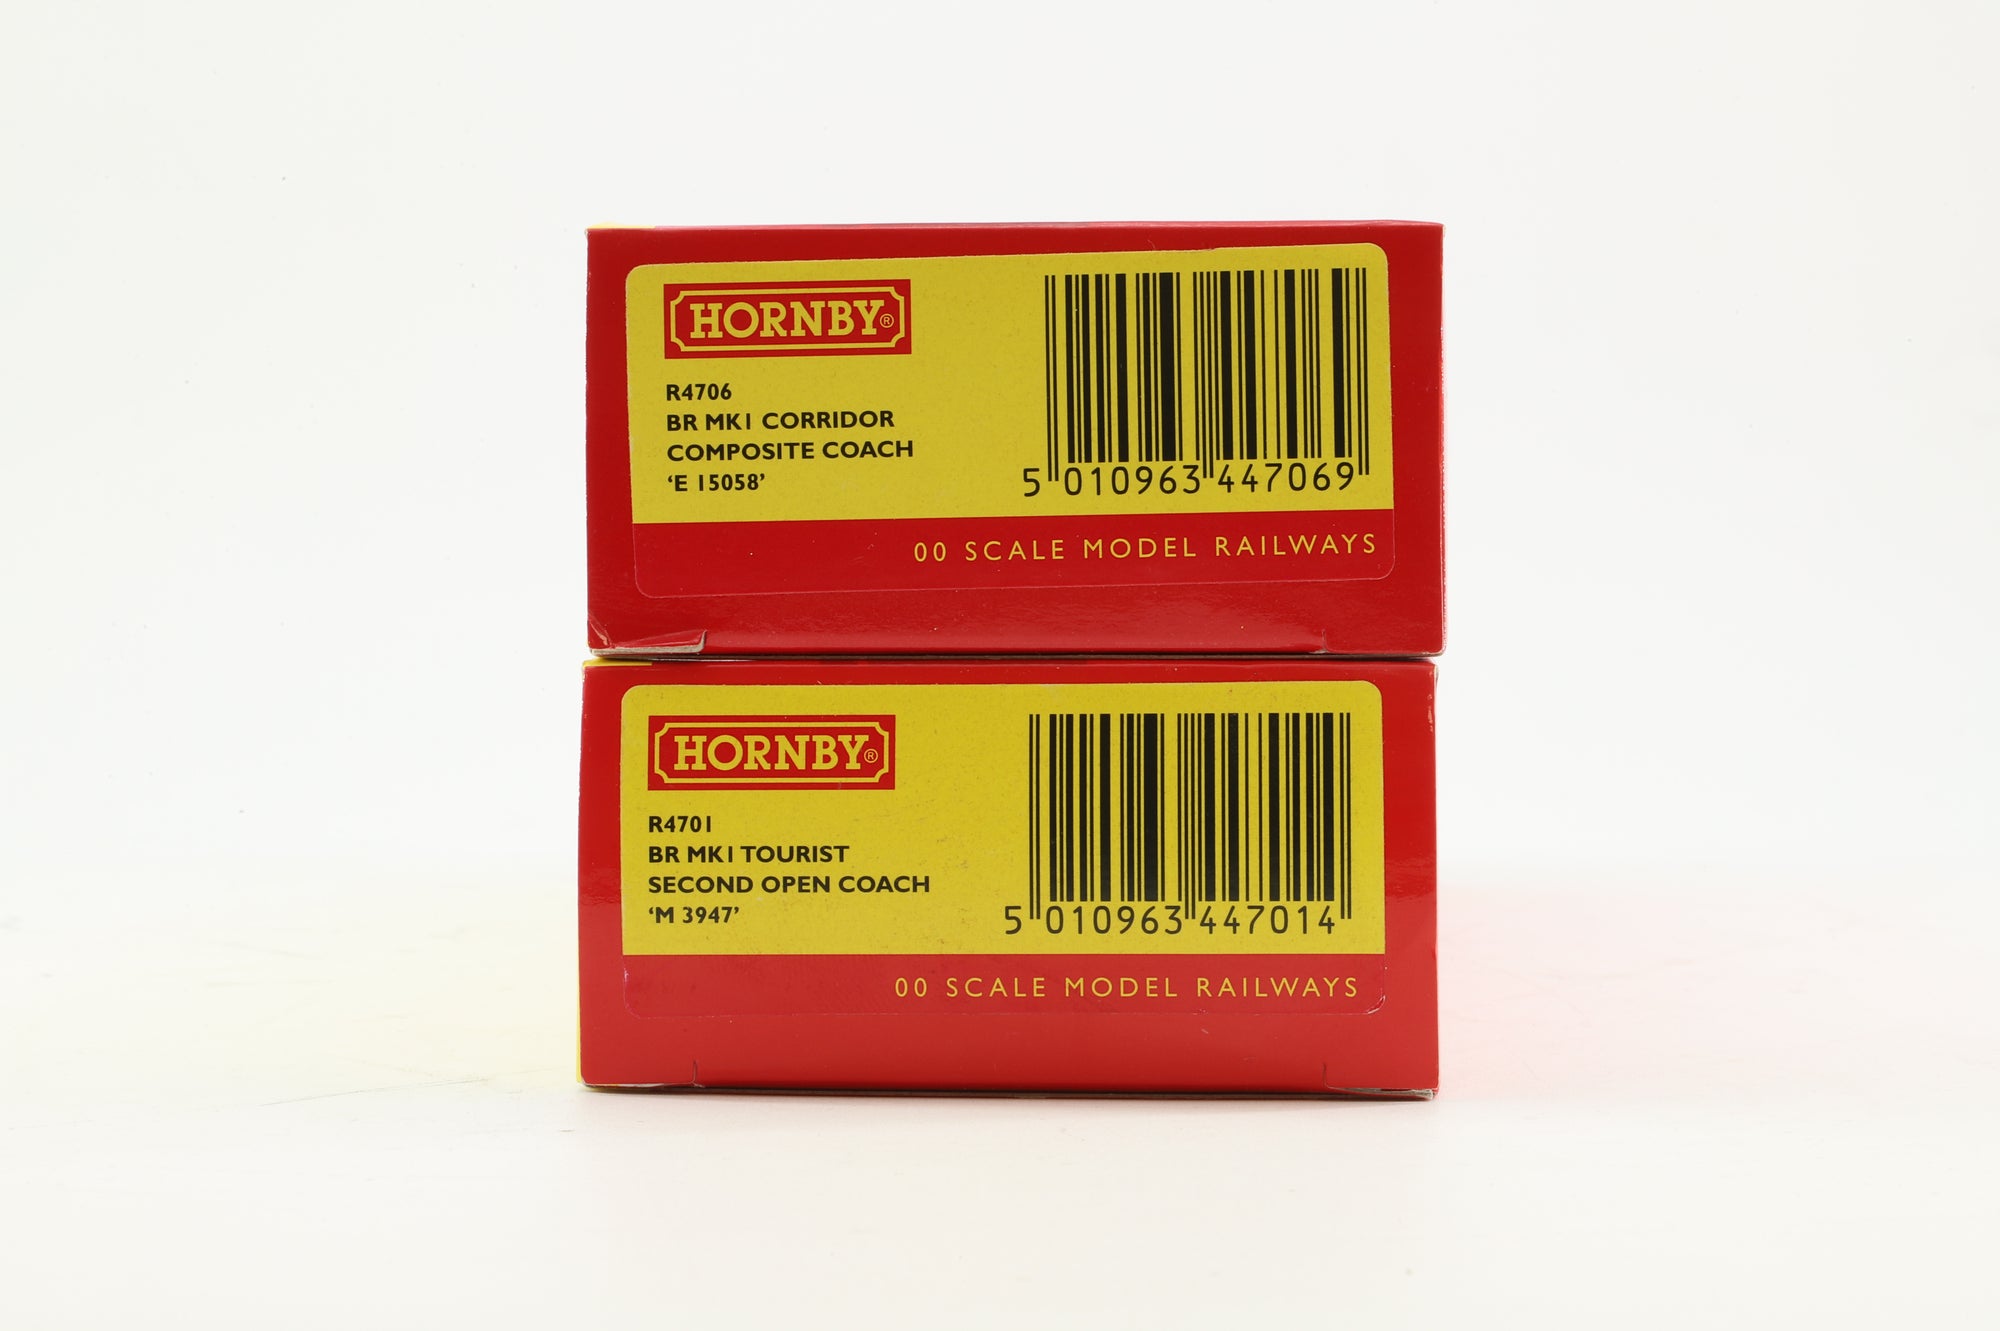 HORNBY®
R4706
BR MK1 CORRIDOR
COMPOSITE COACH
‘E 15058’
5 010963 447069
00 SCALE MODEL RAILWAYS
HORNBY®
R4701
BR MK1 TOURIST
SECOND OPEN COACH
‘M 3947’
5 010963 447014
00 SCALE MODEL RAILWAYS